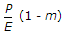 p/E (1 - m)